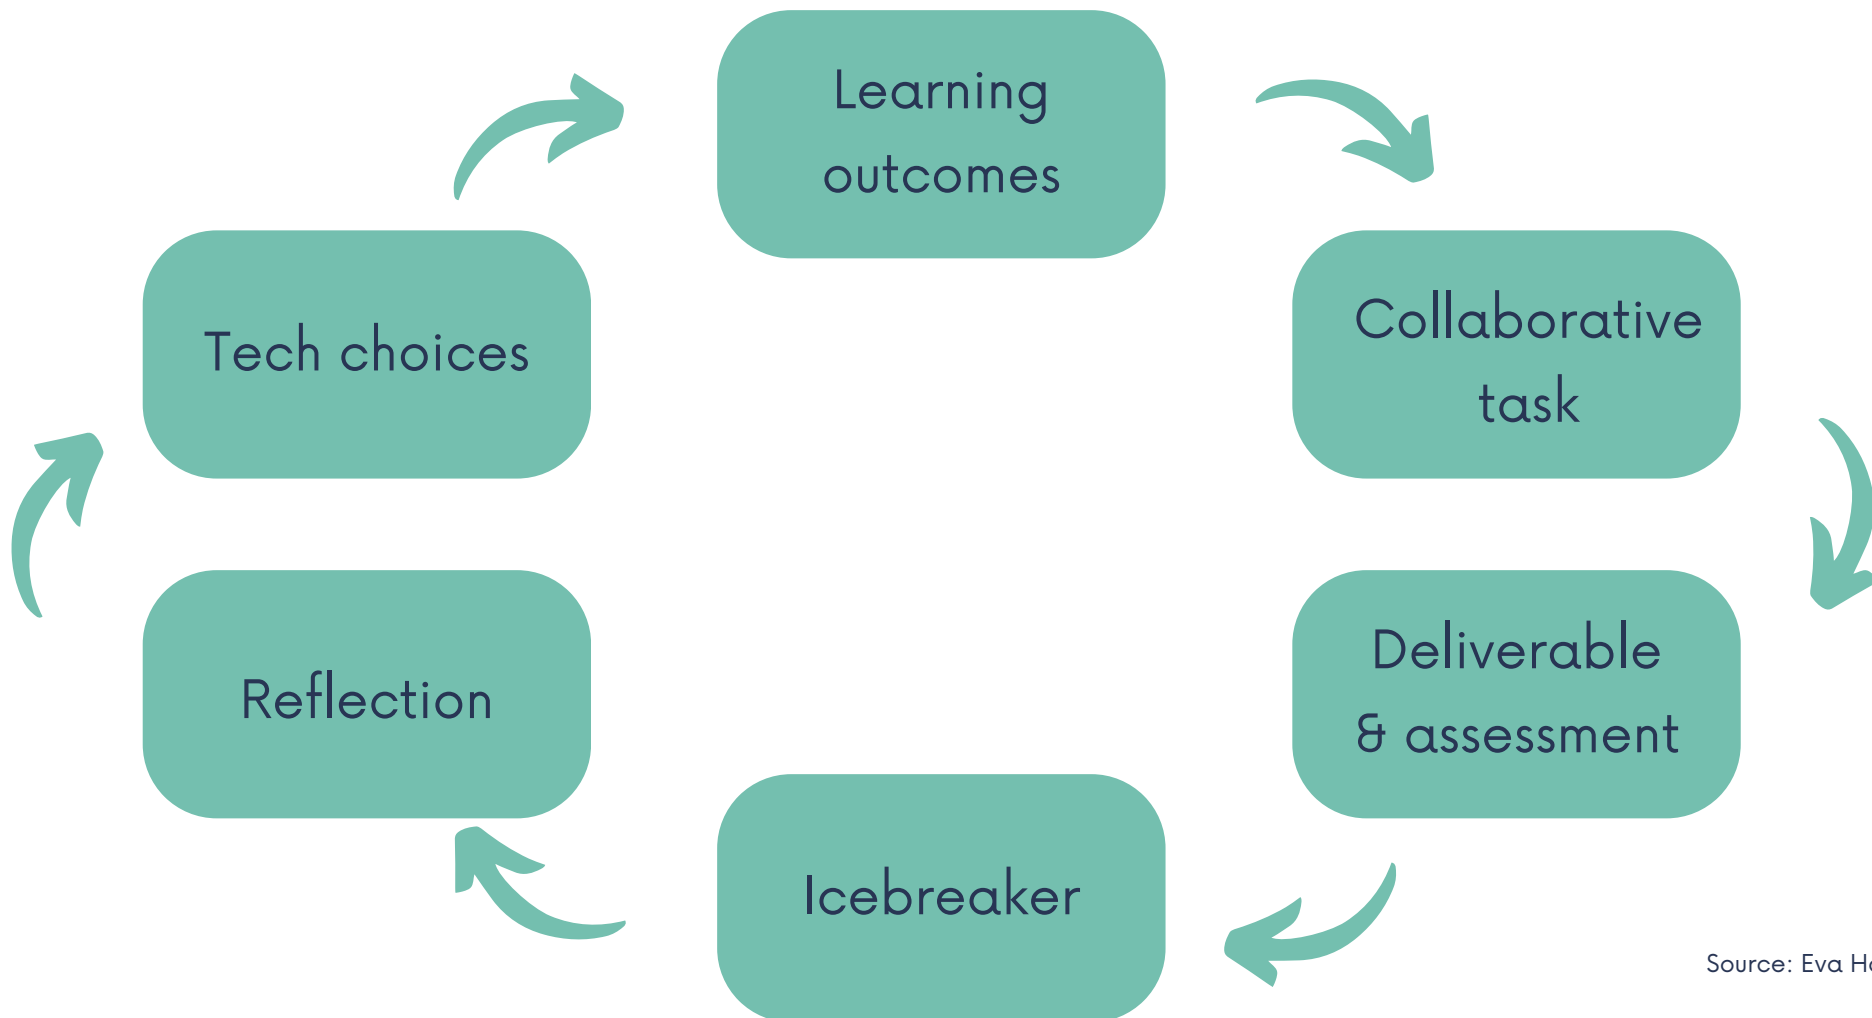 Learning
outcomes
Collaborative
task
Deliverable
& assessment
Icebreaker
Reflection
Tech choices
Source: Eva